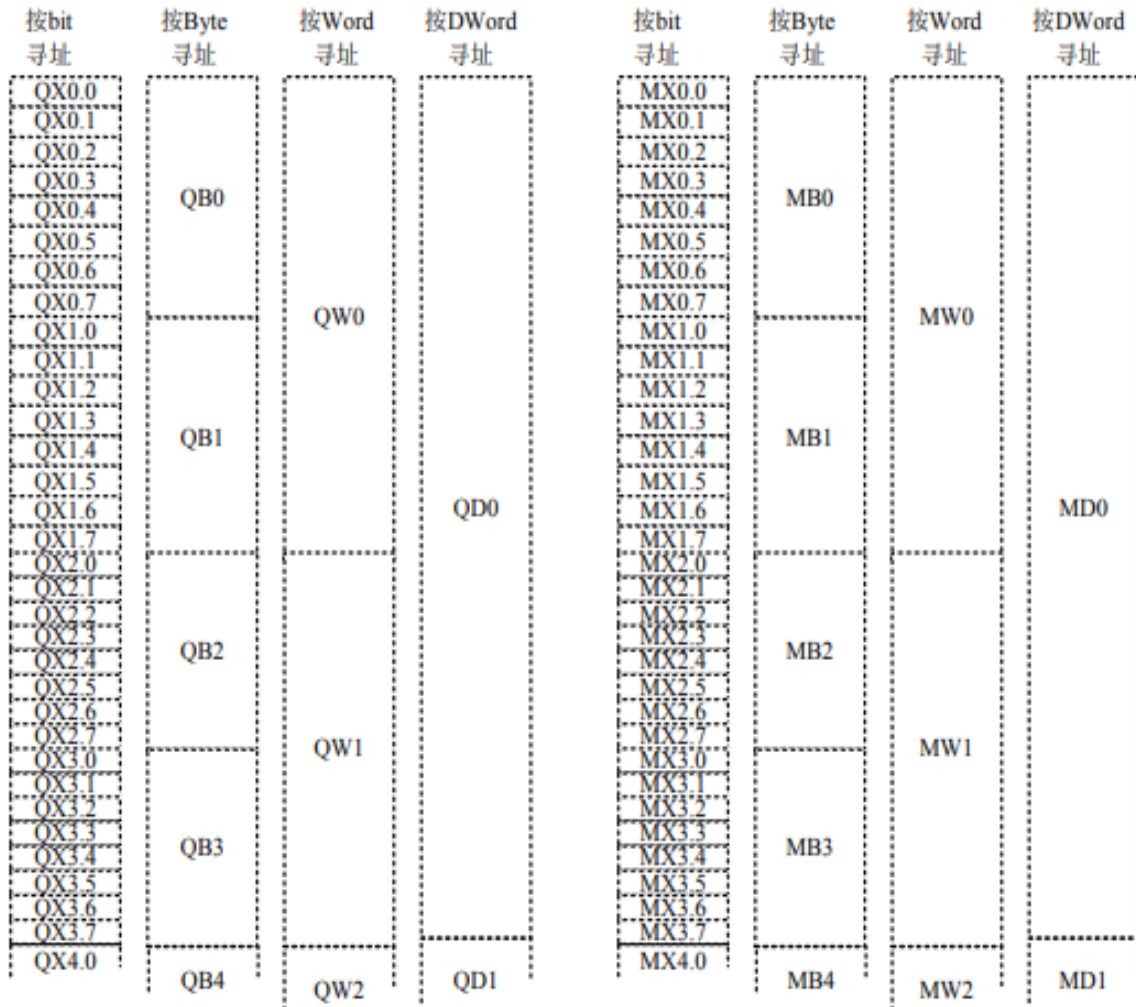 按bit 按Byte 按Word 按DWord 按bit 按Byte 按Word 按DWord
寻址 寻址 寻址 寻址 寻址 寻址 寻址 寻址
QX0.0 MX0.0
QX0.1 MX0.1
QX0.2 MX0.2
QX0.3 MX0.3
QB0 MB0
QX0.4 MX0.4
QX0.5 MX0.5
QX0.6 MX0.6
QX0.7 MX0.7
QW0 MW0
QX1.0 MX1.0
QX1.1 MX1.1
QX1.2 MX1.2
QX1.3 MX1.3
QB1 MB1
QX1.4 MX1.4
QX1.5 MX1.5
QX1.6 QD0 MX1.6 MD0
QX1.7 MX1.7
QX2.0 MX2.0
QX2.1 MX2.1
QX2.2 MX2.2
QX2.3 MX2.3
QB2 MB2
QX2.4 MX2.4
QX2.5 MX2.5
QX2.6 MX2.6
QX2.7 MX2.7
QW1 MW1
QX3.0 MX3.0
QX3.1 MX3.1
QX3.2 MX3.2
QX3.3 MX3.3
QB3 MB3
QX3.4 MX3.4
QX3.5 MX3.5
QX3.6 MX3.6
QX3.7 MX3.7
QX4.0 MX4.0
QB4 QW2 QD1 MB4 MW2 MD1